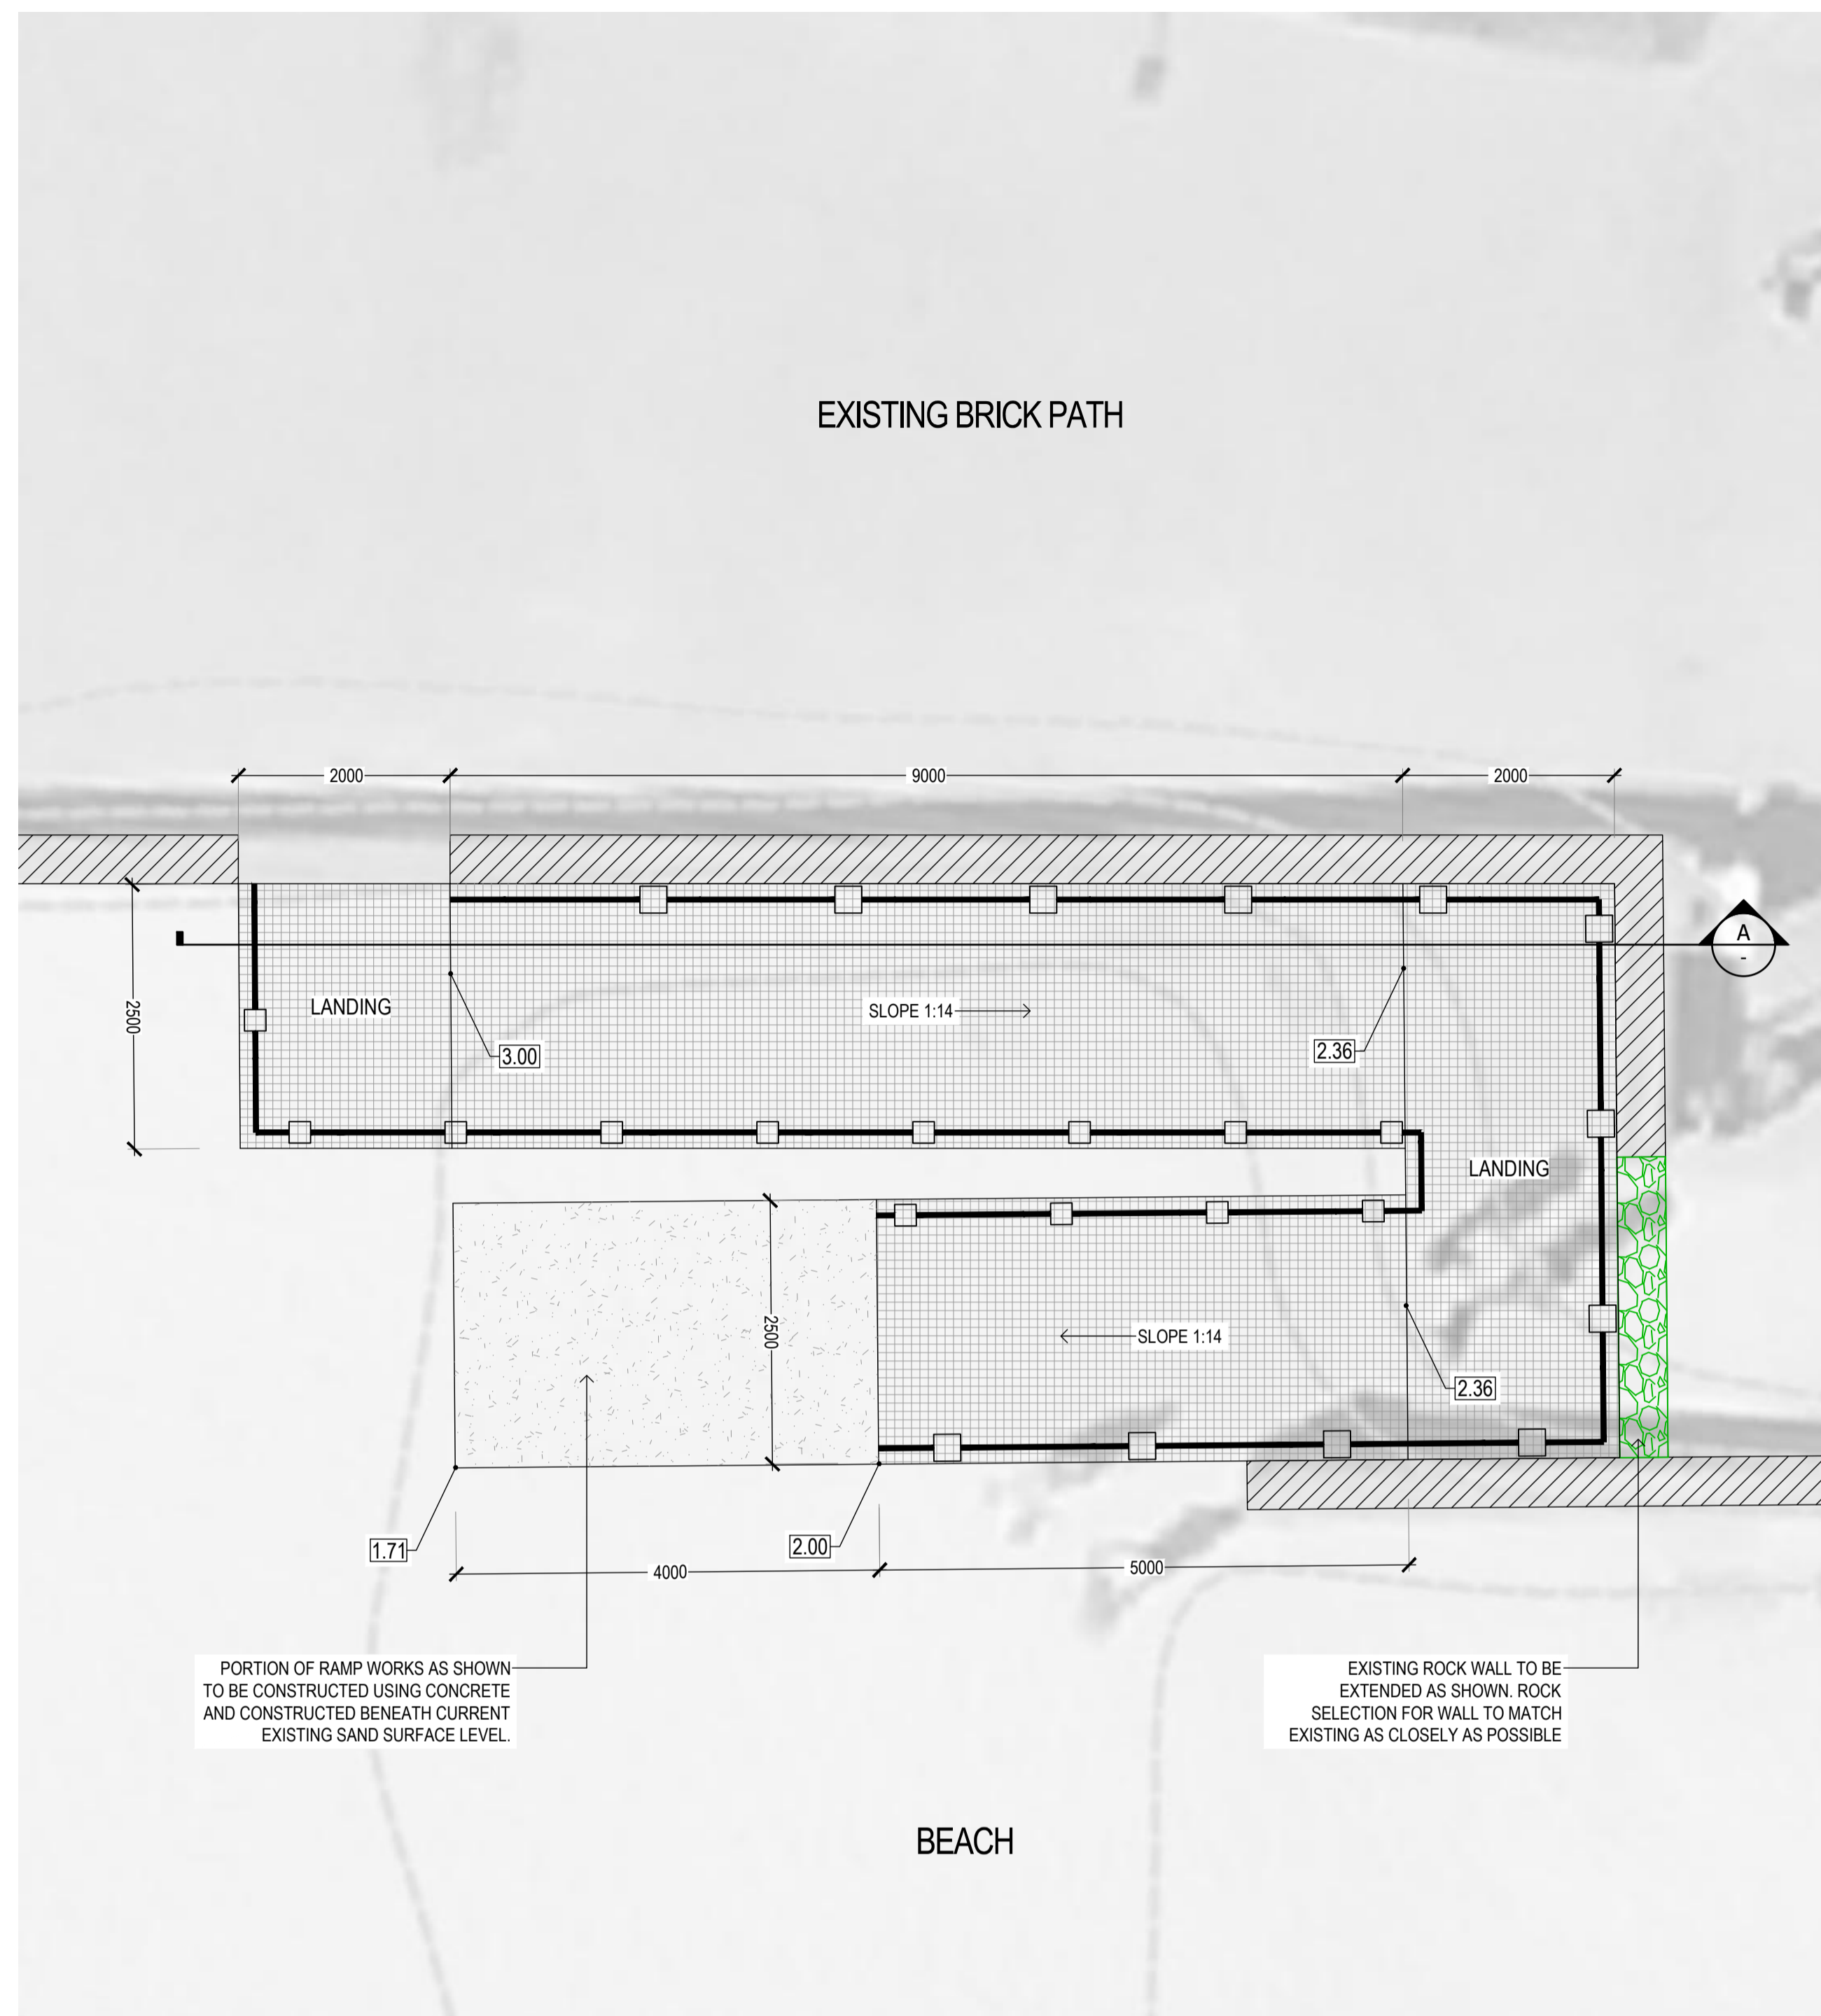 EXISTING BRICK PATH
2000
9000
2000
A
-
2500
LANDING
SLOPE 1:14
3.00
2.36
LANDING
2500
SLOPE 1:14
2.36
1.71
2.00
4000
5000
PORTION OF RAMP WORKS AS SHOWN
TO BE CONSTRUCTED USING CONCRETE
AND CONSTRUCTED BENEATH CURRENT
EXISTING SAND SURFACE LEVEL.
EXISTING ROCK WALL TO BE
EXTENDED AS SHOWN. ROCK
SELECTION FOR WALL TO MATCH
EXISTING AS CLOSELY AS POSSIBLE
BEACH